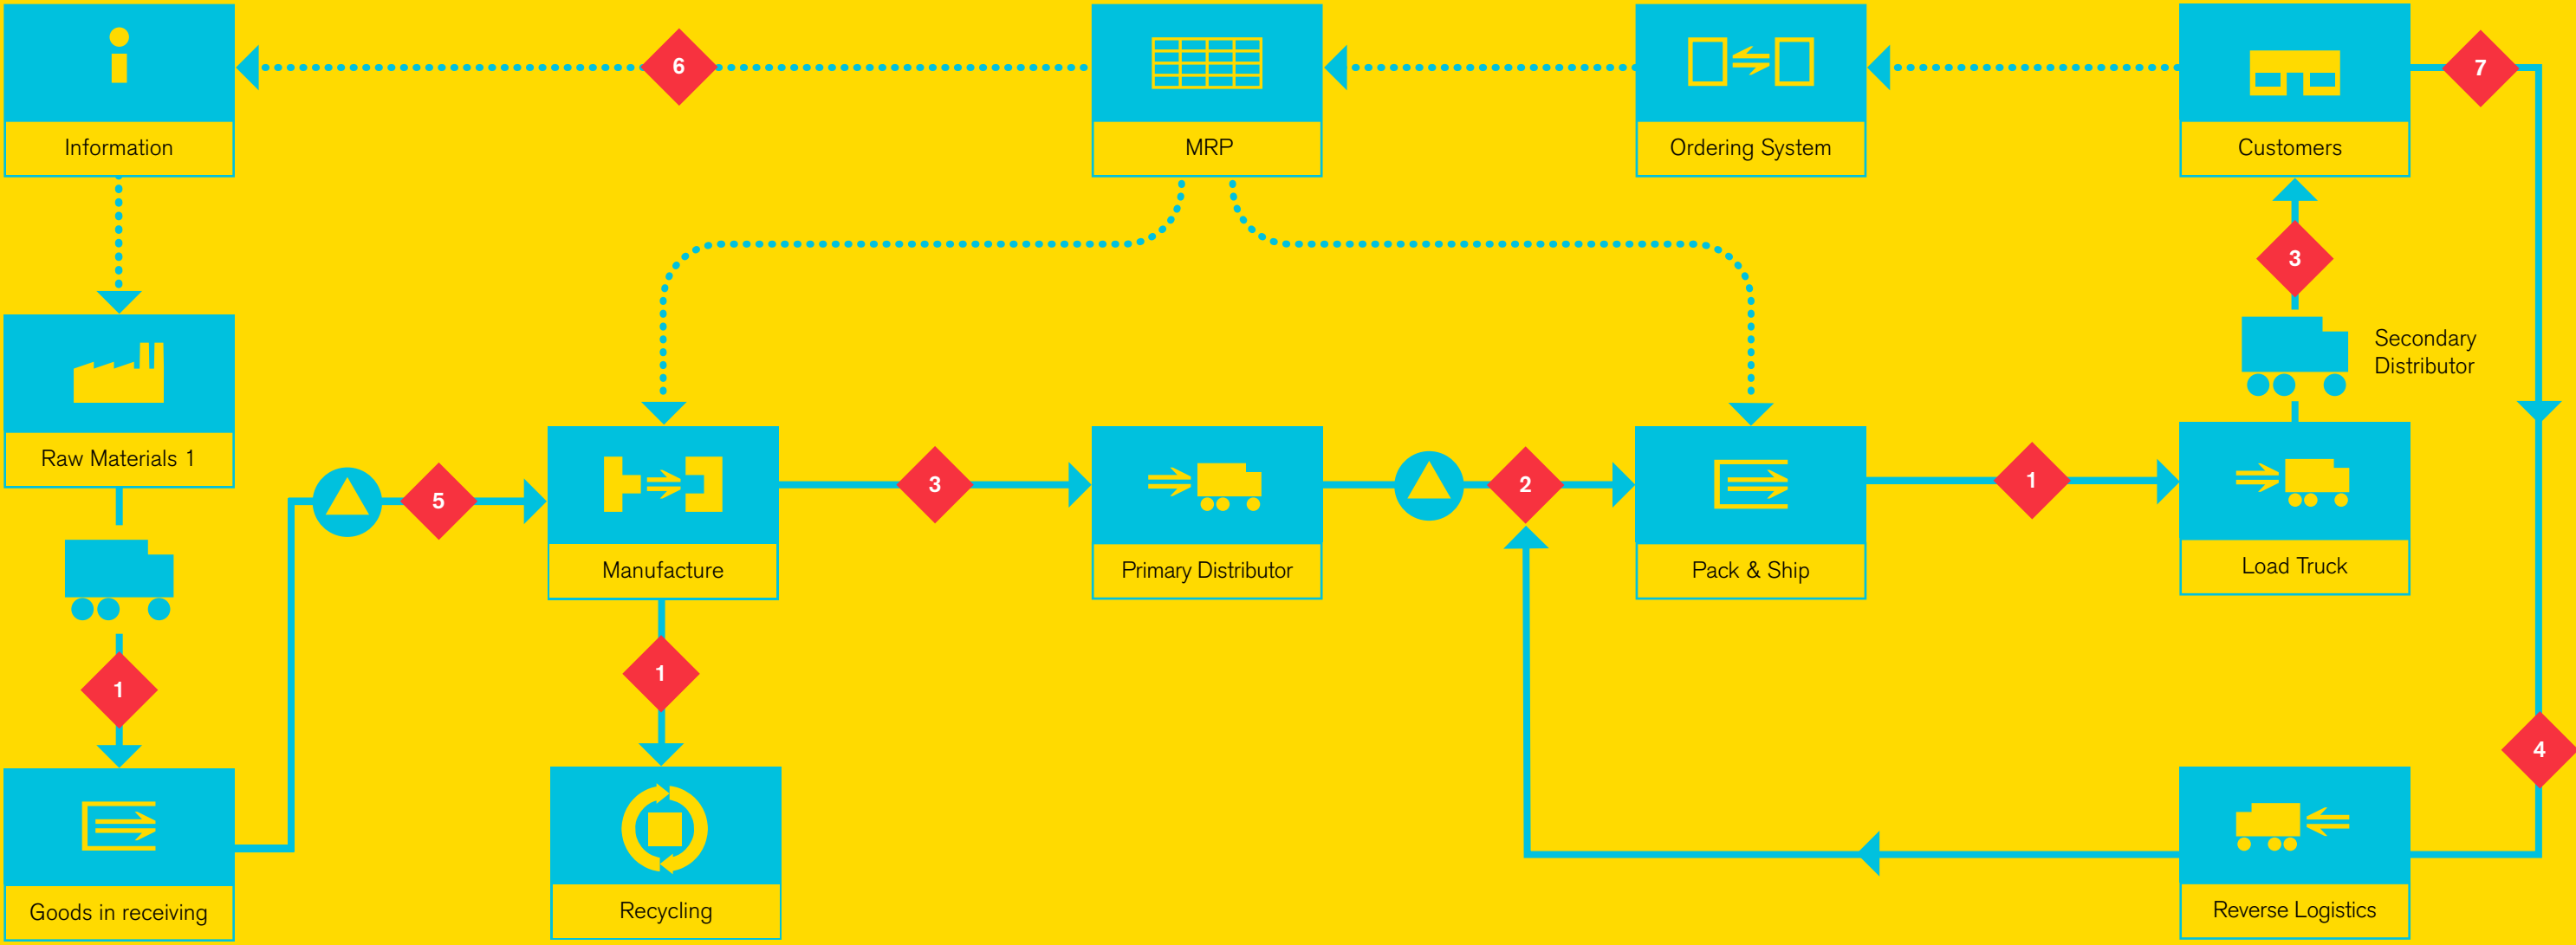 6
7
Information
MRP
Ordering System
Customers
3
Secondary
Distributor
Raw Materials 1
5
3
2
1
Manufacture
Primary Distributor
Pack & Ship
Load Truck
1
1
4
Goods in receiving
Recycling
Reverse Logistics